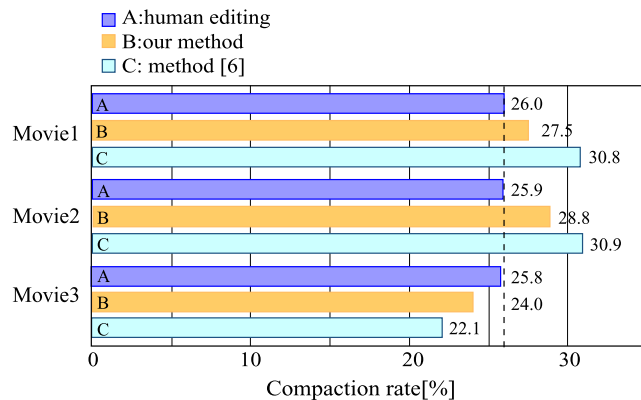 A:human editing
B:our method
C: method [6]
Movie1
A
26.0
B
27.5
C
30.8
Movie2
A
25.9
B
28.8
C
30.9
Movie3
A
25.8
B
24.0
C
22.1
0 10 20 30
Compaction rate[%]